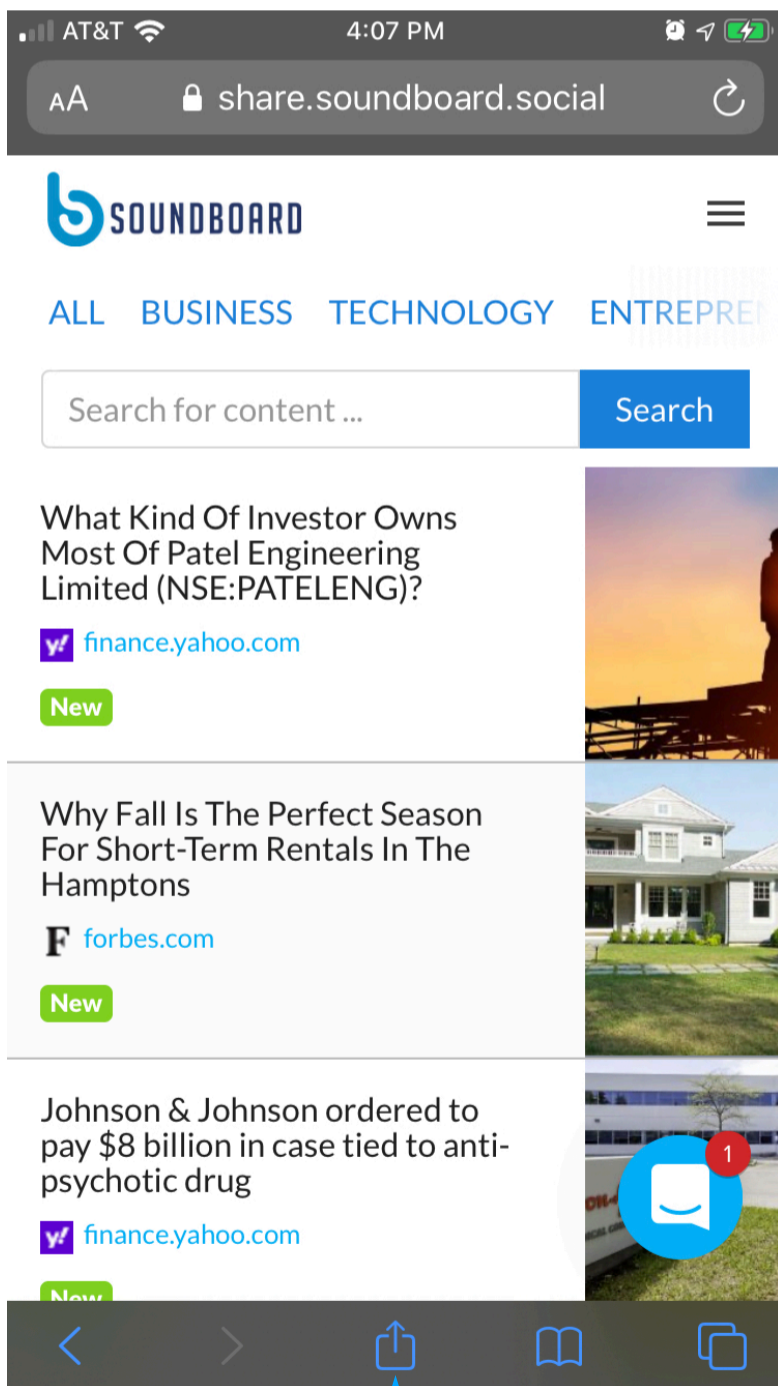 AT&T 4:07 PM
AA share.soundboard.social
SOUNDBOARD
ALL BUSINESS TECHNOLOGY ENTREPRE
Search for content ... Search
What Kind Of Investor Owns
Most Of Patel Engineering
Limited (NSE:PATELENG)?
y! finance.yahoo.com
New
Why Fall Is The Perfect Season
For Short-Term Rentals In The
Hamptons
F forbes.com
New
Johnson & Johnson ordered to
pay $8 billion in case tied to anti-
psychotic drug
1
y! finance.yahoo.com
New